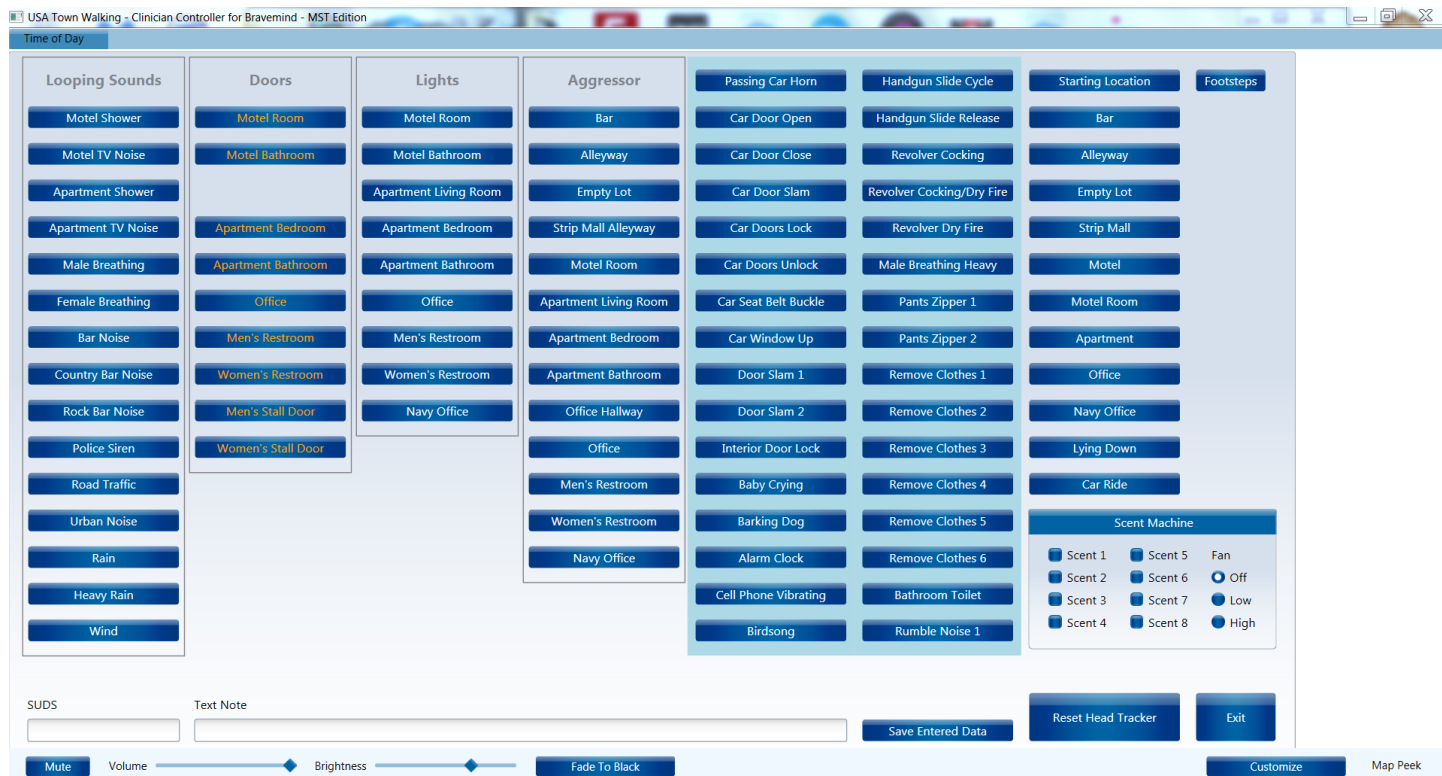 USA Town Walking - Clinician Controller for Bravemind - MST Edition
Time of Day
Looping Sounds
Motel Shower
Motel TV Noise
Apartment Shower
Apartment TV Noise
Male Breathing
Female Breathing
Bar Noise
Country Bar Noise
Rock Bar Noise
Police Siren
Road Traffic
Urban Noise
Rain
Heavy Rain
Wind
Doors
Motel Room
Motel Bathroom
Apartment Bedroom
Apartment Bathroom
Office
Men's Restroom
Women's Restroom
Men's Stall Door
Women's Stall Door
Lights
Motel Room
Motel Bathroom
Apartment Living Room
Apartment Bedroom
Apartment Bathroom
Office
Men's Restroom
Women's Restroom
Navy Office
Aggressor
Bar
Alleyway
Empty Lot
Strip Mall Alleyway
Motel Room
Apartment Living Room
Apartment Bedroom
Apartment Bathroom
Office Hallway
Office
Men's Restroom
Women's Restroom
Navy Office
Passing Car Horn
Car Door Open
Car Door Close
Car Door Slam
Car Doors Lock
Car Doors Unlock
Car Seat Belt Buckle
Car Window Up
Door Slam 1
Door Slam 2
Interior Door Lock
Baby Crying
Barking Dog
Alarm Clock
Cell Phone Vibrating
Birdsong
Handgun Slide Cycle
Handgun Slide Release
Revolver Cocking
Revolver Cocking/Dry Fire
Revolver Dry Fire
Male Breathing Heavy
Pants Zipper 1
Pants Zipper 2
Remove Clothes 1
Remove Clothes 2
Remove Clothes 3
Remove Clothes 4
Remove Clothes 5
Remove Clothes 6
Bathroom Toilet
Rumble Noise 1
Starting Location
Bar
Alleyway
Empty Lot
Strip Mall
Motel
Motel Room
Apartment
Office
Navy Office
Lying Down
Car Ride
Footsteps
Scent Machine
Scent 1 Scent 5 Fan
Scent 2 Scent 6 Off
Scent 3 Scent 7 Low
Scent 4 Scent 8 High
SUDS
Text Note
Save Entered Data
Reset Head Tracker
Exit
Mute
Volume
Brightness
Fade To Black
Customize
Map Peek